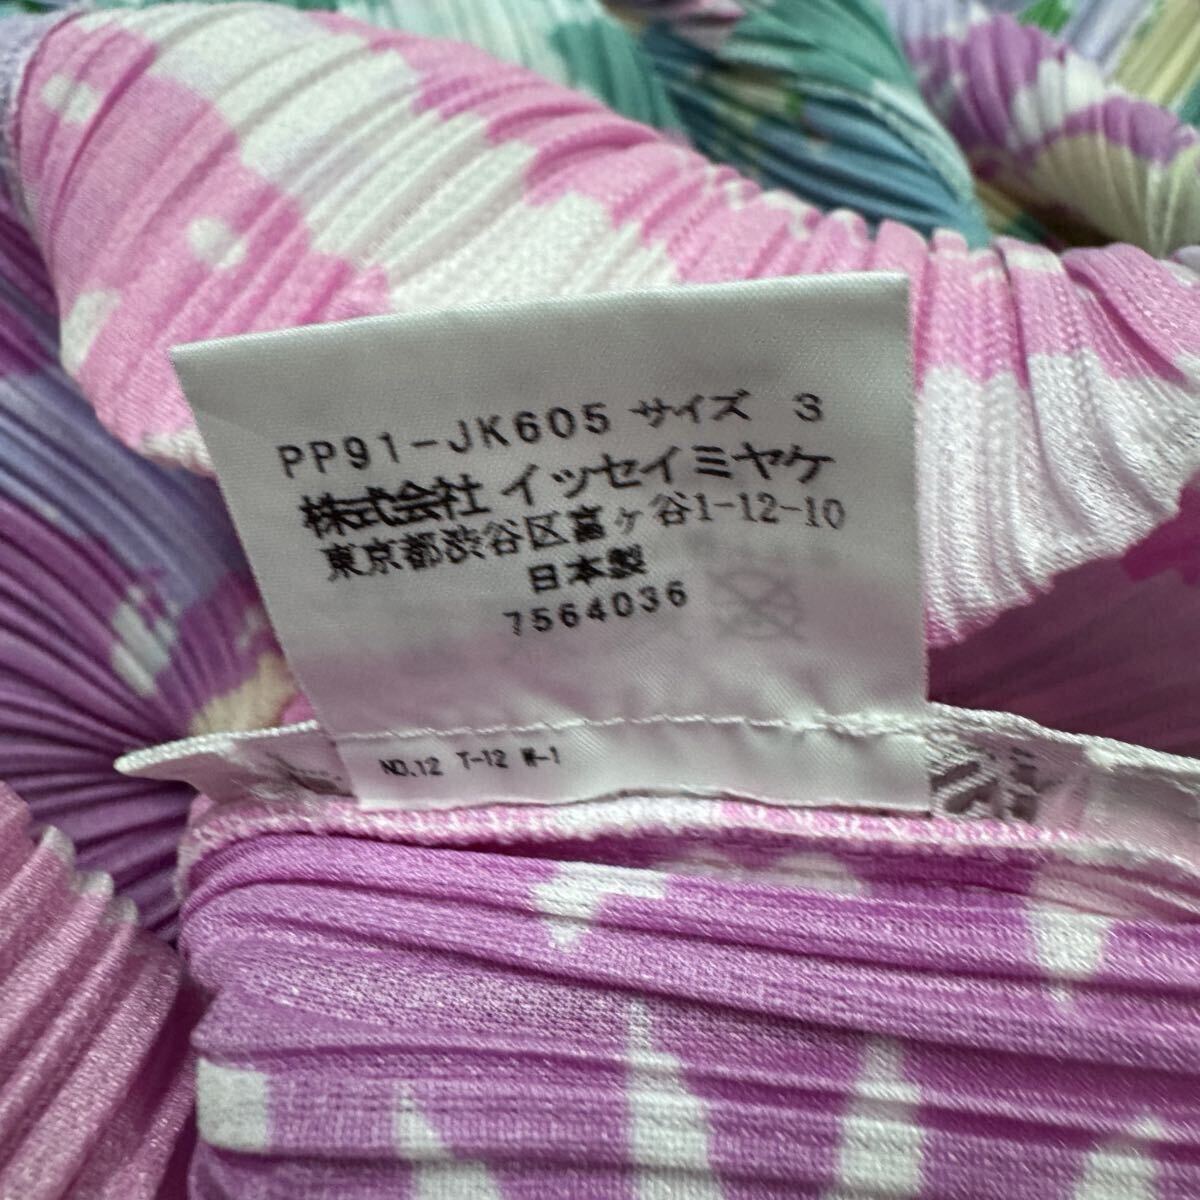 PP91-JK605 サイズ 3
株式会社 イッセイミヤケ
東京都渋谷区富ヶ谷1-12-10
日本製
7564036
NO.12 T-12 W-1